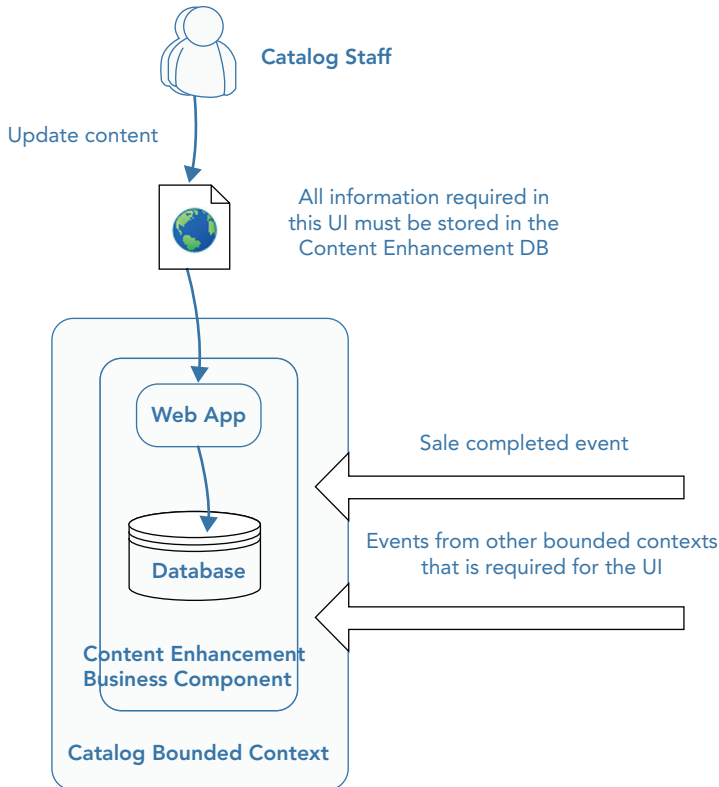 Catalog Staff
Update content
All information required in
this UI must be stored in the
Content Enhancement DB
Web App
Sale completed event
Events from other bounded contexts
that is required for the UI
Database
Content Enhancement
Business Component
Catalog Bounded Context